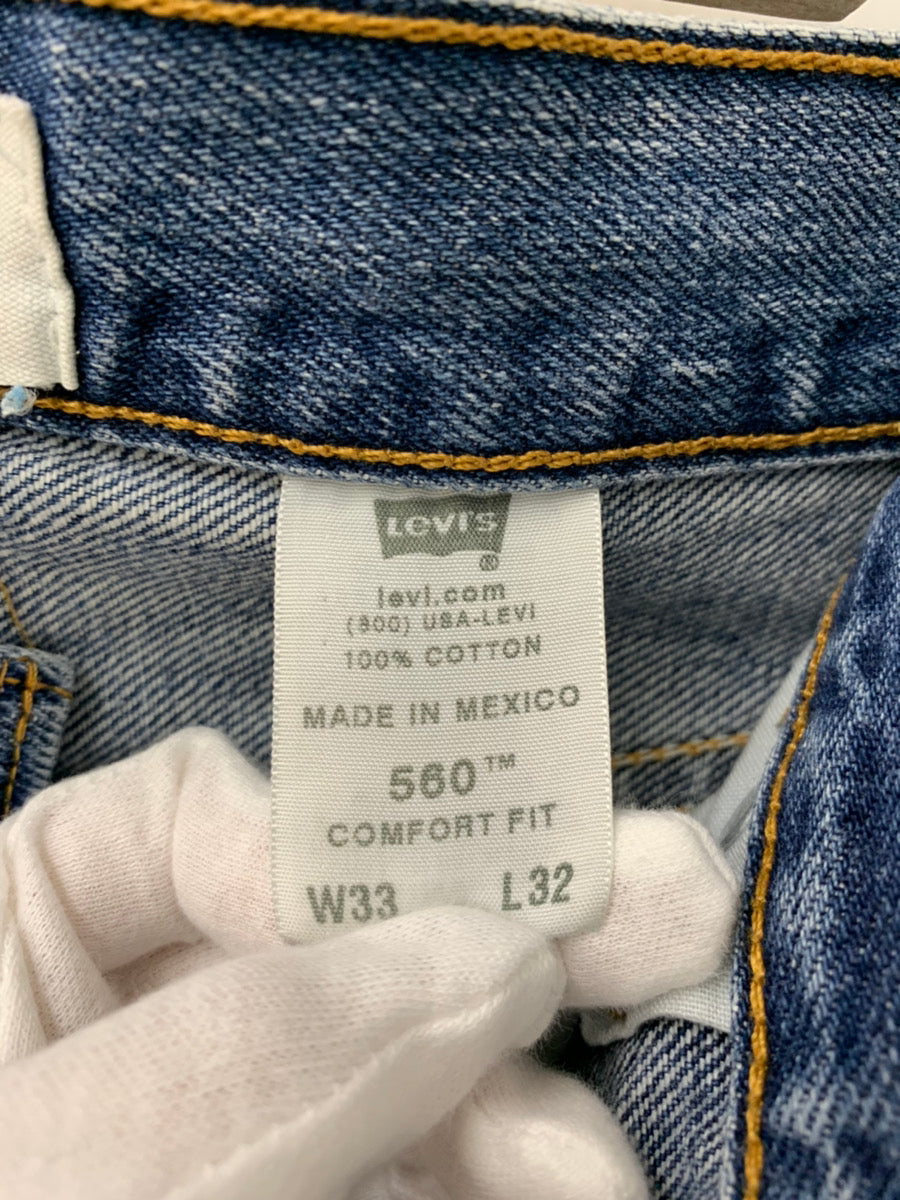 LEVI'S
®
levi.com
(800) USA-LEVI
100% COTTON
MADE IN MEXICO
560™
COMFORT FIT
W33 L32